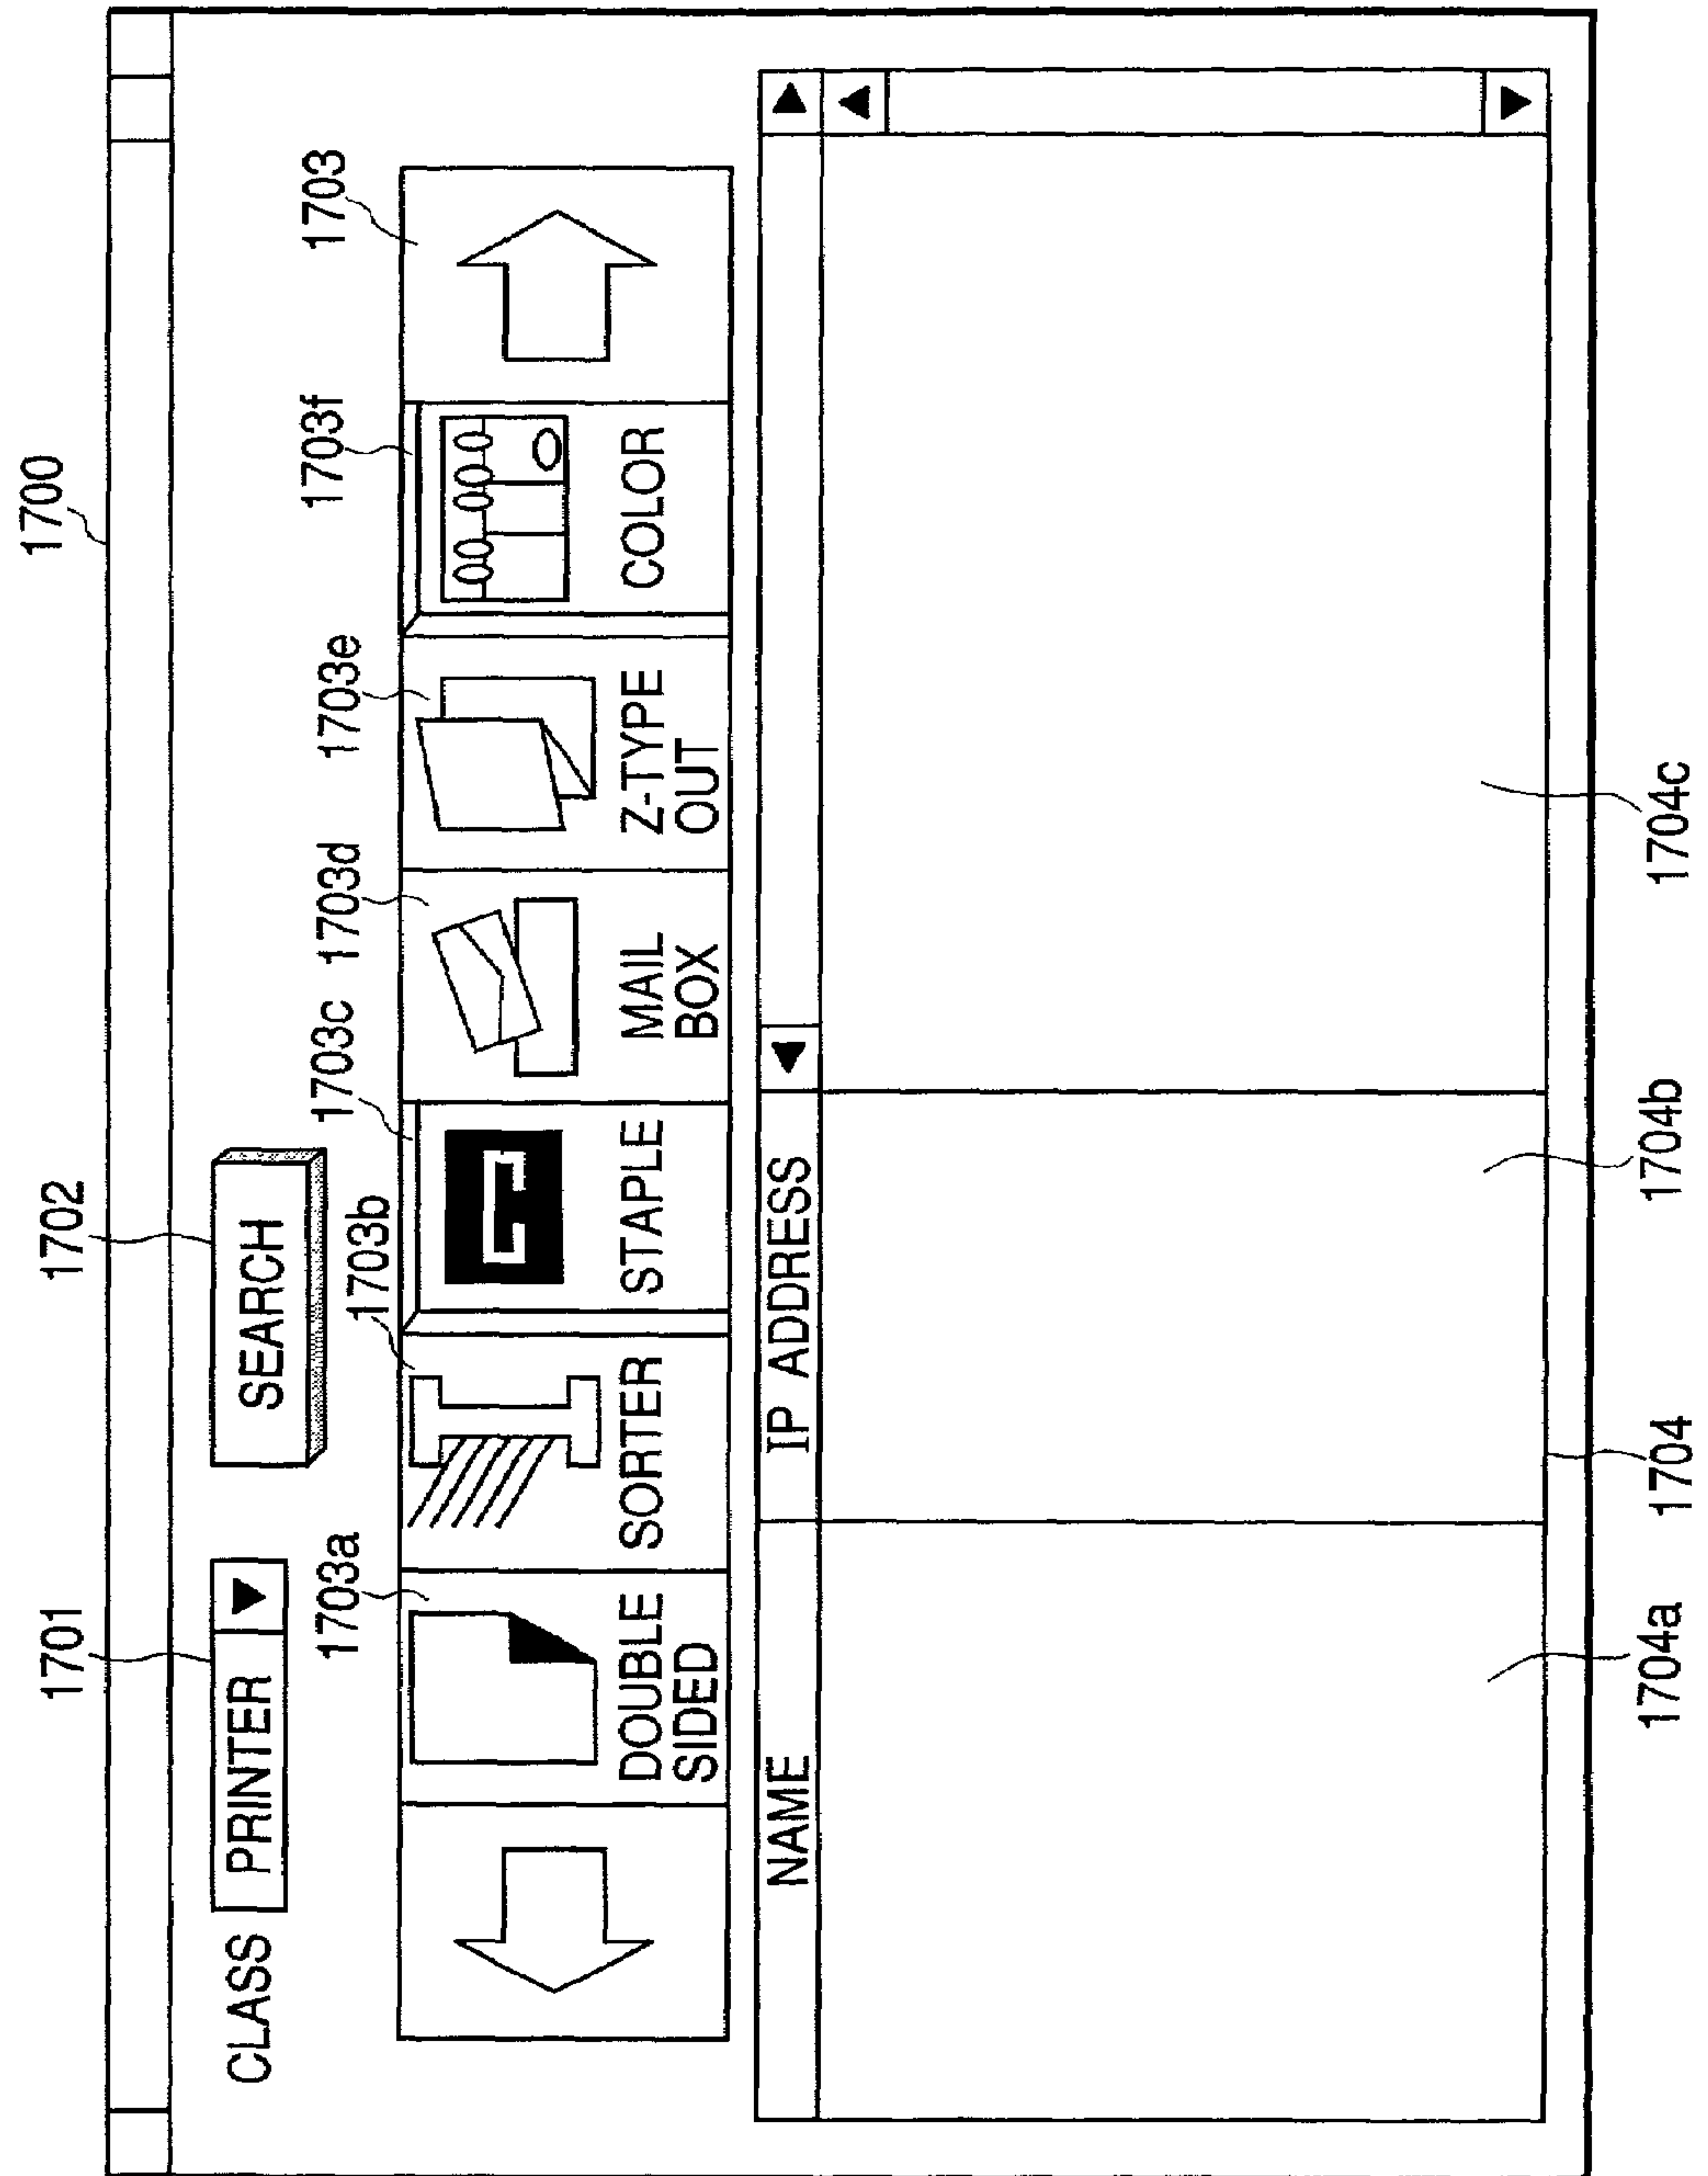 1700
1701
1702
CLASS
PRINTER
SEARCH
1703a
1703b
1703c
1703d
1703e
1703f
1703
DOUBLE
SIDED
SORTER
STAPLE
MAIL
BOX
Z-TYPE
OUT
COLOR
NAME
IP ADDRESS
1704a
1704
1704b
1704c